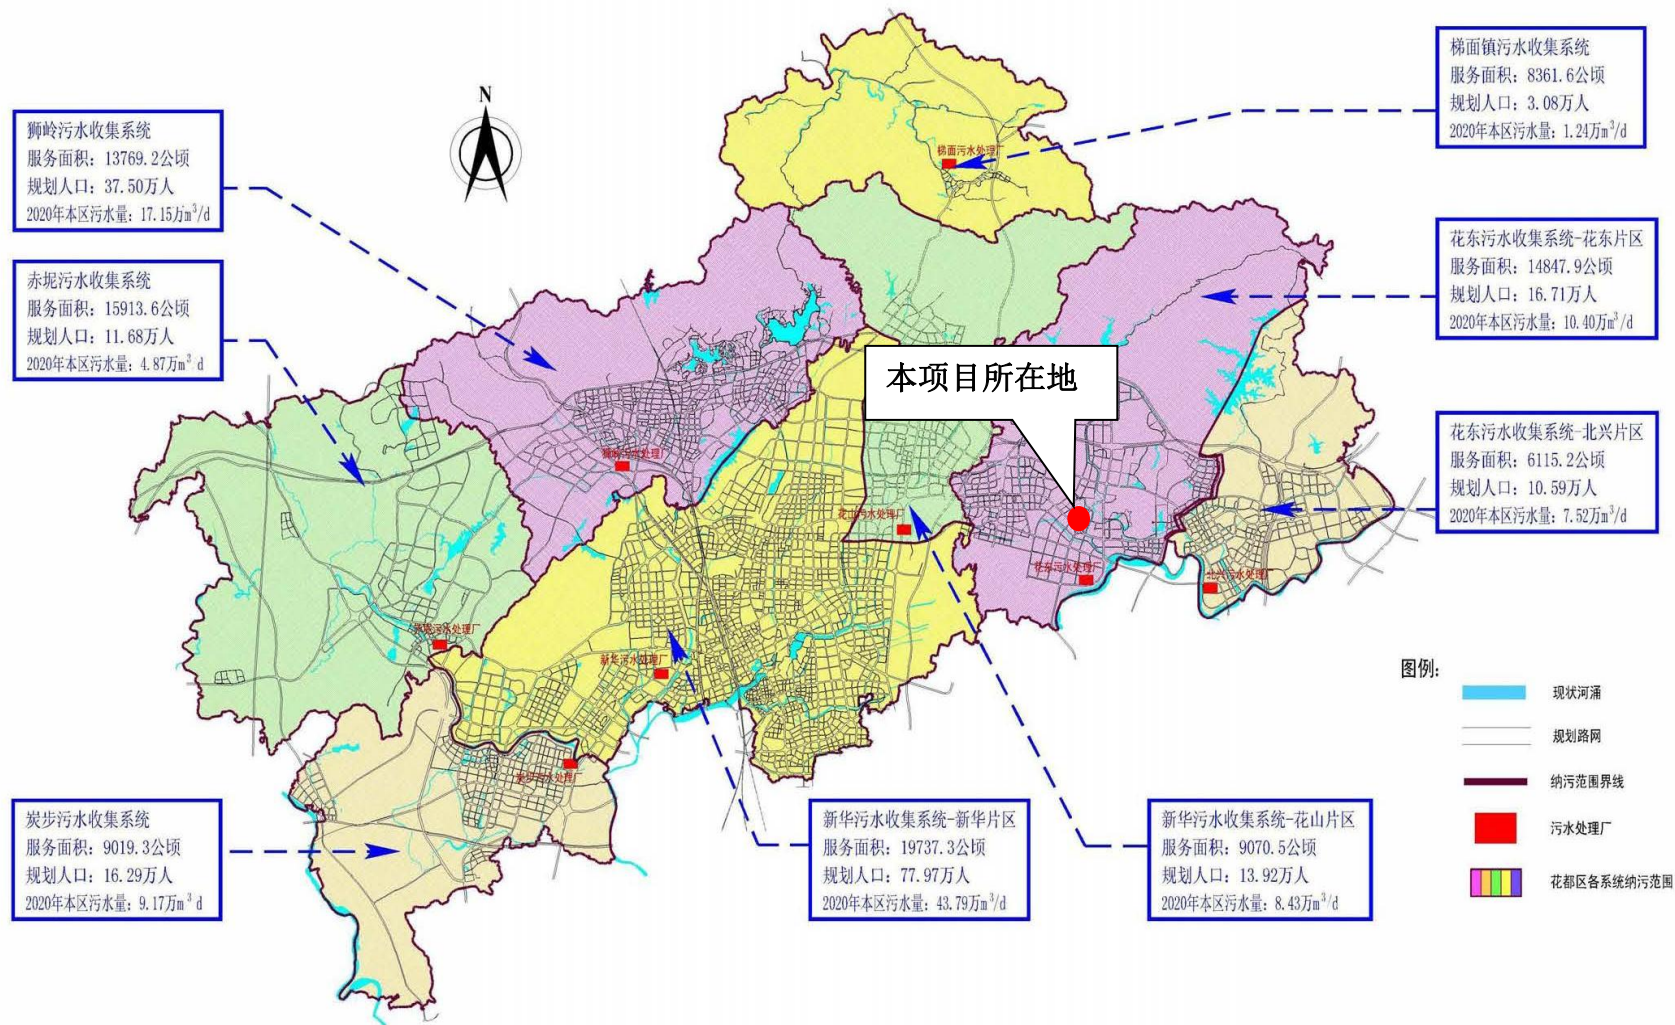 梯面镇污水收集系统
服务面积：8361.6公顷
规划人口：3.08万人
2020年本区污水量：1.24万m³/d
N
狮岭污水收集系统
服务面积：13769.2公顷
规划人口：37.50万人
2020年本区污水量：17.15万m³/d
梯面污水处理厂
花东污水收集系统-花东片区
服务面积：14847.9公顷
规划人口：16.71万人
2020年本区污水量：10.40万m³/d
赤坭污水收集系统
服务面积：15913.6公顷
规划人口：11.68万人
2020年本区污水量：4.87万m³ d
本项目所在地
花东污水收集系统-北兴片区
服务面积：6115.2公顷
规划人口：10.59万人
2020年本区污水量：7.52万m³/d
狮岭污水处理厂
花山污水处理厂
花东污水处理厂
北兴污水处理厂
污水处理厂
新华污水处理厂
污水处理厂
图例:
现状河涌
规划路网
纳污范围界线
污水处理厂
花都区各系统纳污范围
炭步污水收集系统
服务面积：9019.3公顷
规划人口：16.29万人
2020年本区污水量：9.17万m³ d
新华污水收集系统-新华片区
服务面积：19737.3公顷
规划人口：77.97万人
2020年本区污水量：43.79万m³/d
新华污水收集系统-花山片区
服务面积：9070.5公顷
规划人口：13.92万人
2020年本区污水量：8.43万m³/d